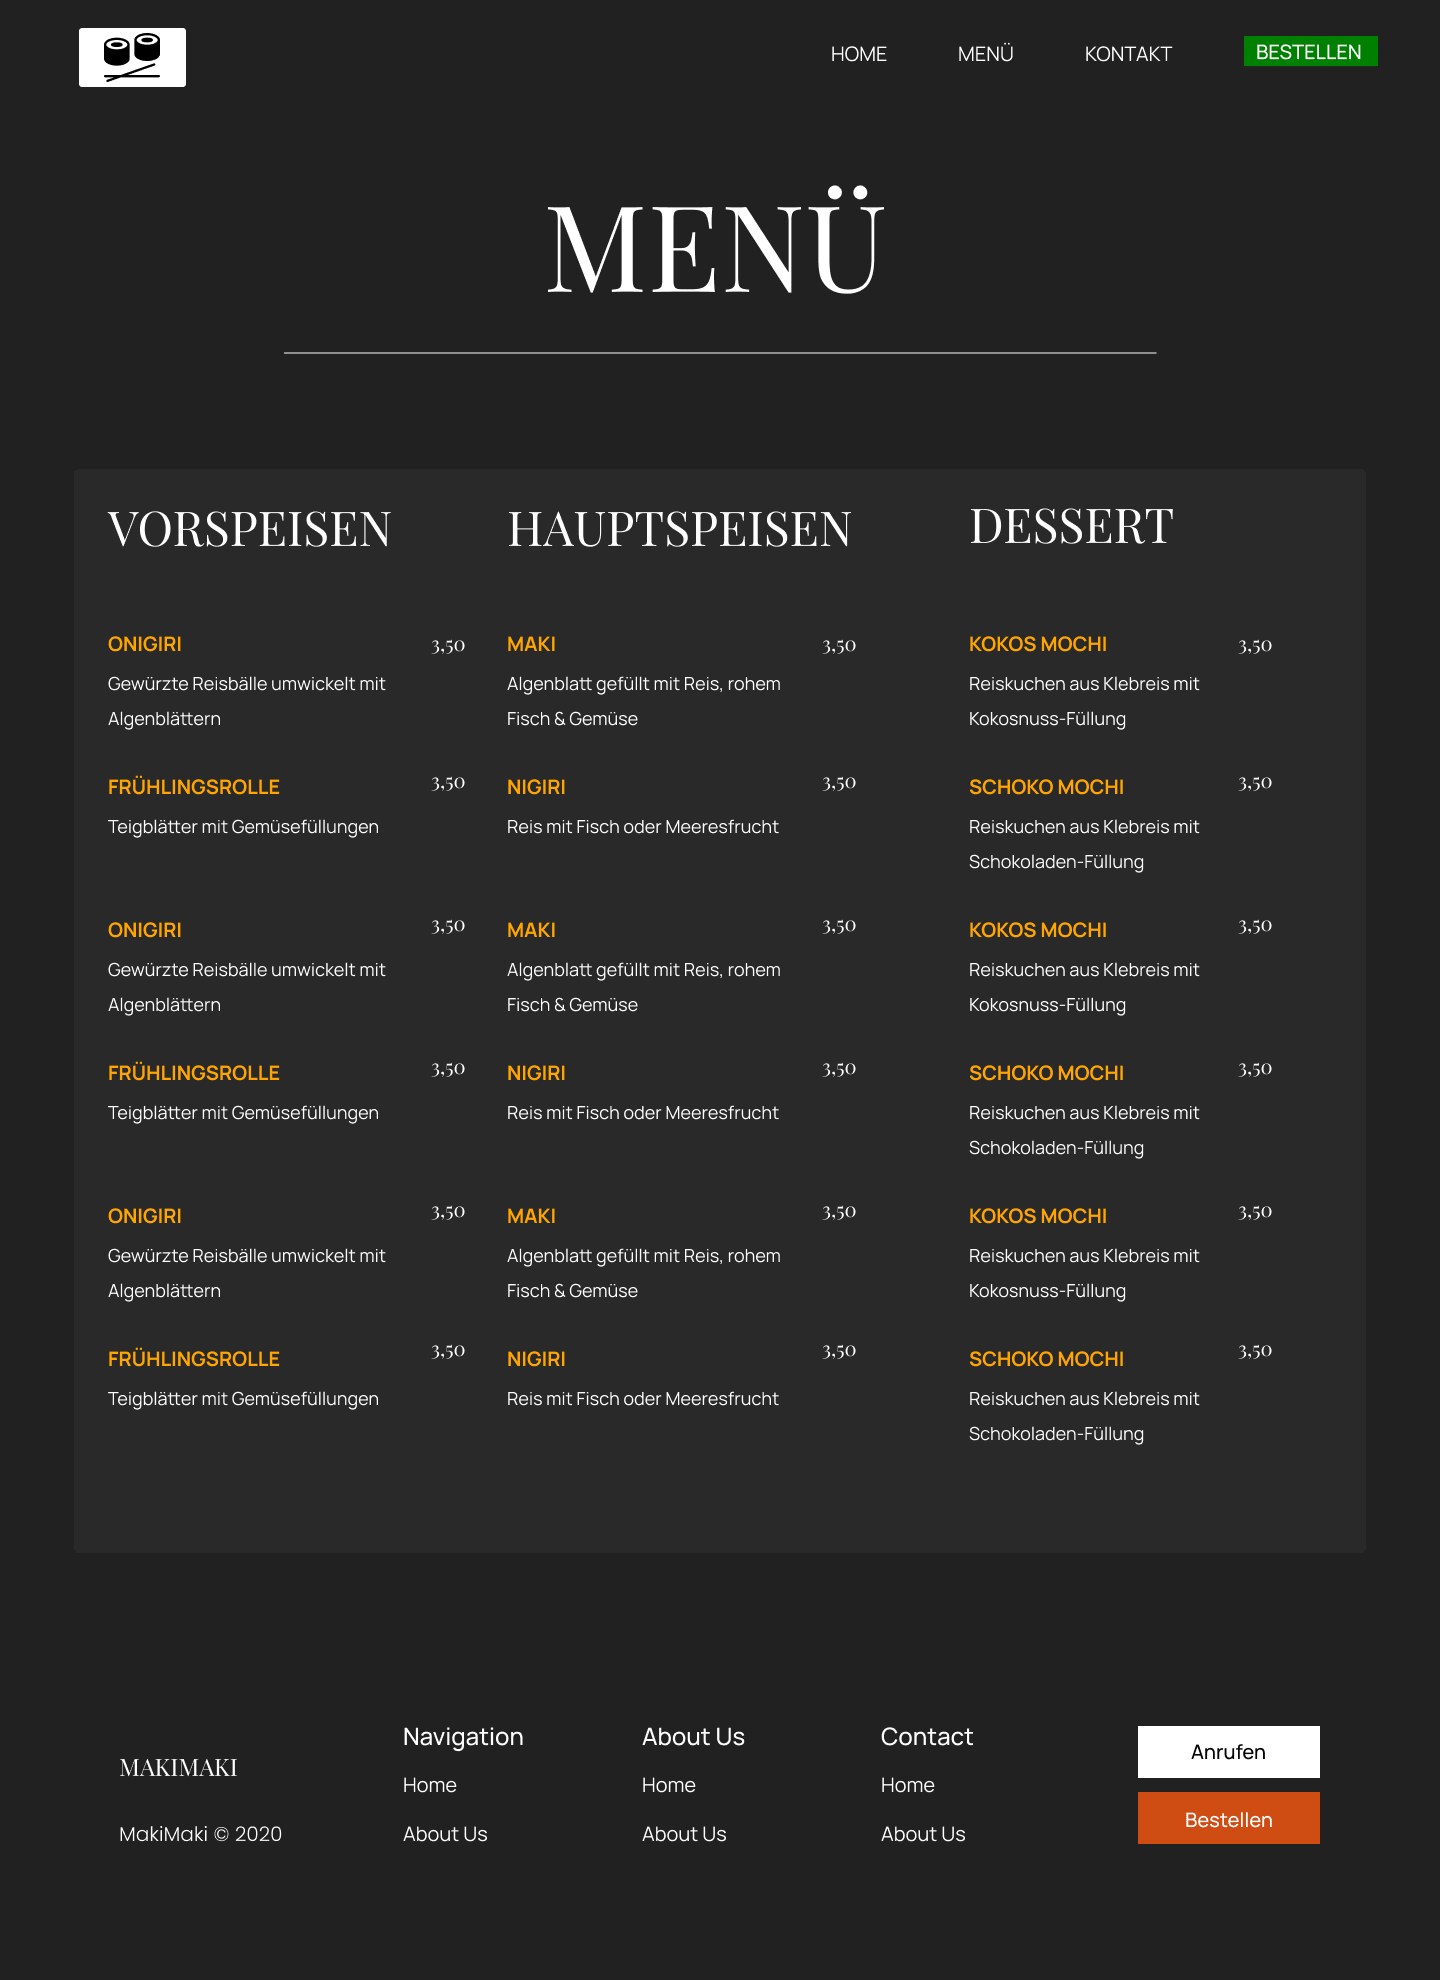 HOME
MENÜ
KONTAKT
BESTELLEN
MENÜ
VORSPEISEN
ONIGIRI
3,50
Gewürzte Reisbälle umwickelt mit
Algenblättern
FRÜHLINGSROLLE
3,50
Teigblätter mit Gemüsefüllungen
ONIGIRI
3,50
Gewürzte Reisbälle umwickelt mit
Algenblättern
FRÜHLINGSROLLE
3,50
Teigblätter mit Gemüsefüllungen
ONIGIRI
3,50
Gewürzte Reisbälle umwickelt mit
Algenblättern
FRÜHLINGSROLLE
3,50
Teigblätter mit Gemüsefüllungen
HAUPTSPEISEN
MAKI
3,50
Algenblatt gefüllt mit Reis, rohem
Fisch & Gemüse
NIGIRI
3,50
Reis mit Fisch oder Meeresfrucht
MAKI
3,50
Algenblatt gefüllt mit Reis, rohem
Fisch & Gemüse
NIGIRI
3,50
Reis mit Fisch oder Meeresfrucht
MAKI
3,50
Algenblatt gefüllt mit Reis, rohem
Fisch & Gemüse
NIGIRI
3,50
Reis mit Fisch oder Meeresfrucht
DESSERT
KOKOS MOCHI
3,50
Reiskuchen aus Klebreis mit
Kokosnuss-Füllung
SCHOKO MOCHI
3,50
Reiskuchen aus Klebreis mit
Schokoladen-Füllung
KOKOS MOCHI
3,50
Reiskuchen aus Klebreis mit
Kokosnuss-Füllung
SCHOKO MOCHI
3,50
Reiskuchen aus Klebreis mit
Schokoladen-Füllung
KOKOS MOCHI
3,50
Reiskuchen aus Klebreis mit
Kokosnuss-Füllung
SCHOKO MOCHI
3,50
Reiskuchen aus Klebreis mit
Schokoladen-Füllung
MAKIMAKI
MakiMaki © 2020
Navigation
Home
About Us
About Us
Home
About Us
Contact
Home
About Us
Anrufen
Bestellen